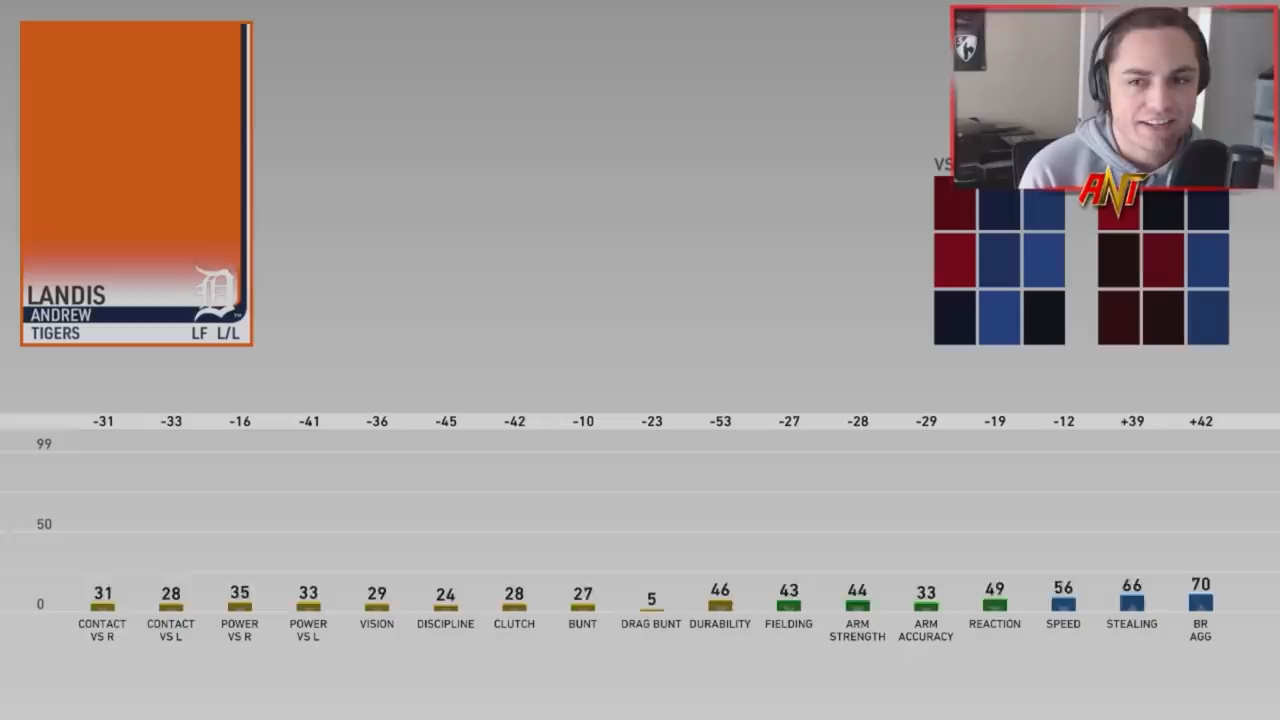 LANDIS
ANDREW
TIGERS LF L/L
VS
ANT
-31 -33 -16 -41 -36 -45 -42 -10 -23 -53 -27 -28 -29 -19 -12 +39 +42
99
50
0
31 28 35 33 29 24 28 27 5 46 43 44 33 49 56 66 70
CONTACT VS R
CONTACT VS L
POWER VS R
POWER VS L
VISION
DISCIPLINE
CLUTCH
BUNT
DRAG BUNT
DURABILITY
FIELDING
ARM STRENGTH
ARM ACCURACY
REACTION
SPEED
STEALING
BR AGG